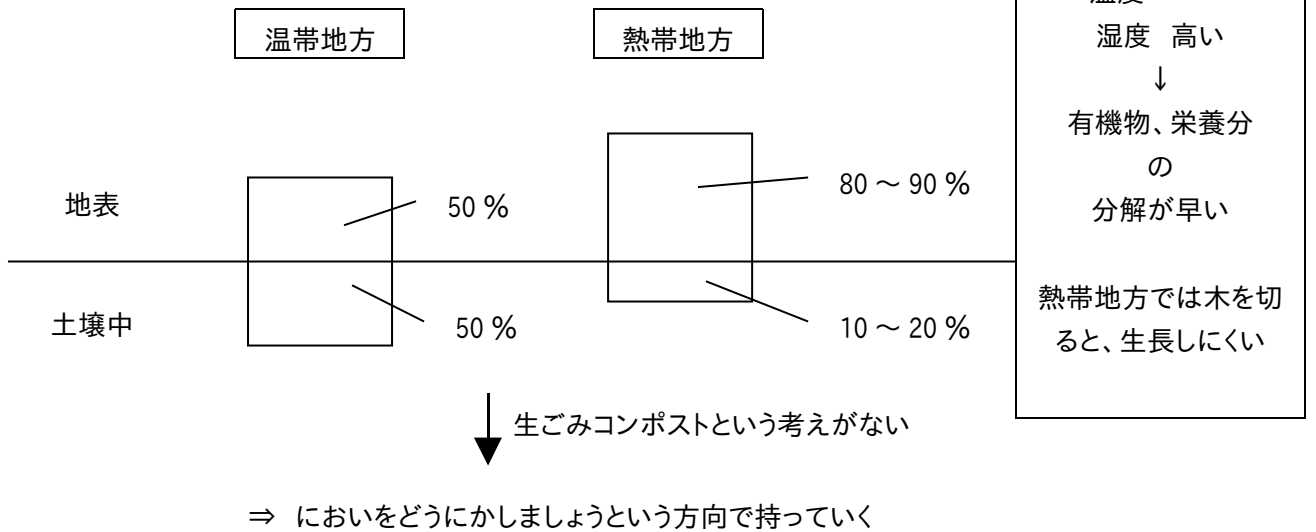 温帯地方
熱帯地方
湿度 高い
↓
有機物、栄養分
の
分解が早い
地表
50 %
80 ～ 90 %
土壌中
50 %
10 ～ 20 %
熱帯地方では木を切
ると、生長しにくい
生ごみコンポストという考えがない
⇒ においをどうにかしましょうという方向で持っていく